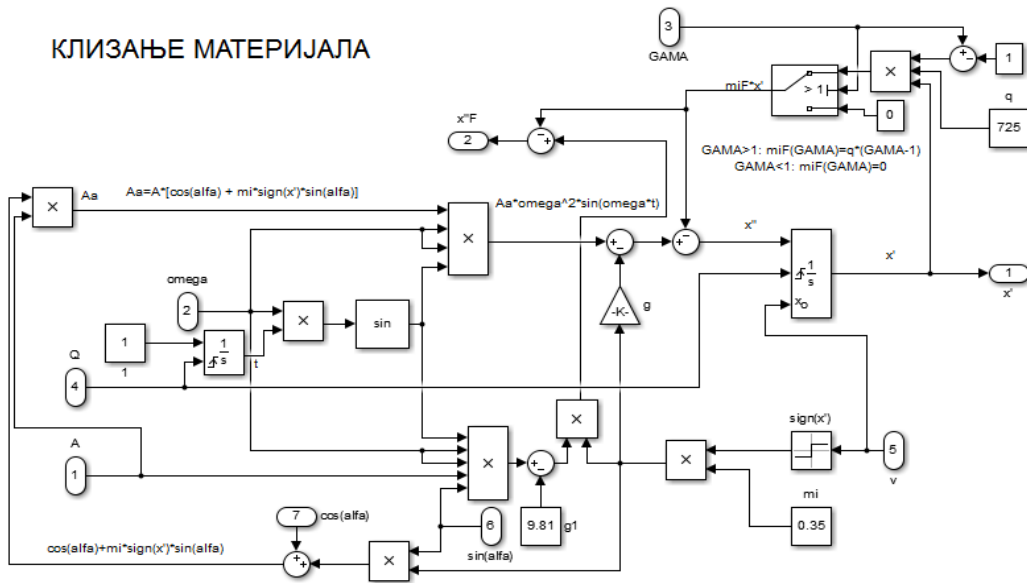 КЛИЗАЊЕ МАТЕРИЈАЛА
3
GAMA
1
q
725
> 1
0
miF*x'
GAMA>1: miF(GAMA)=q*(GAMA-1)
GAMA<1: miF(GAMA)=0
x''F
2
Aa
Aa=A*[cos(alfa) + mi*sign(x')*sin(alfa)]
Aa*omega^2*sin(omega*t)
x''
1
s
xo
x'
1
x'
-K-
g
omega
2
sin
1
1
1
s
t
Q
4
A
1
sign(x')
5
v
mi
0.35
9.81
g1
7
cos(alfa)
6
sin(alfa)
cos(alfa)+mi*sign(x')*sin(alfa)